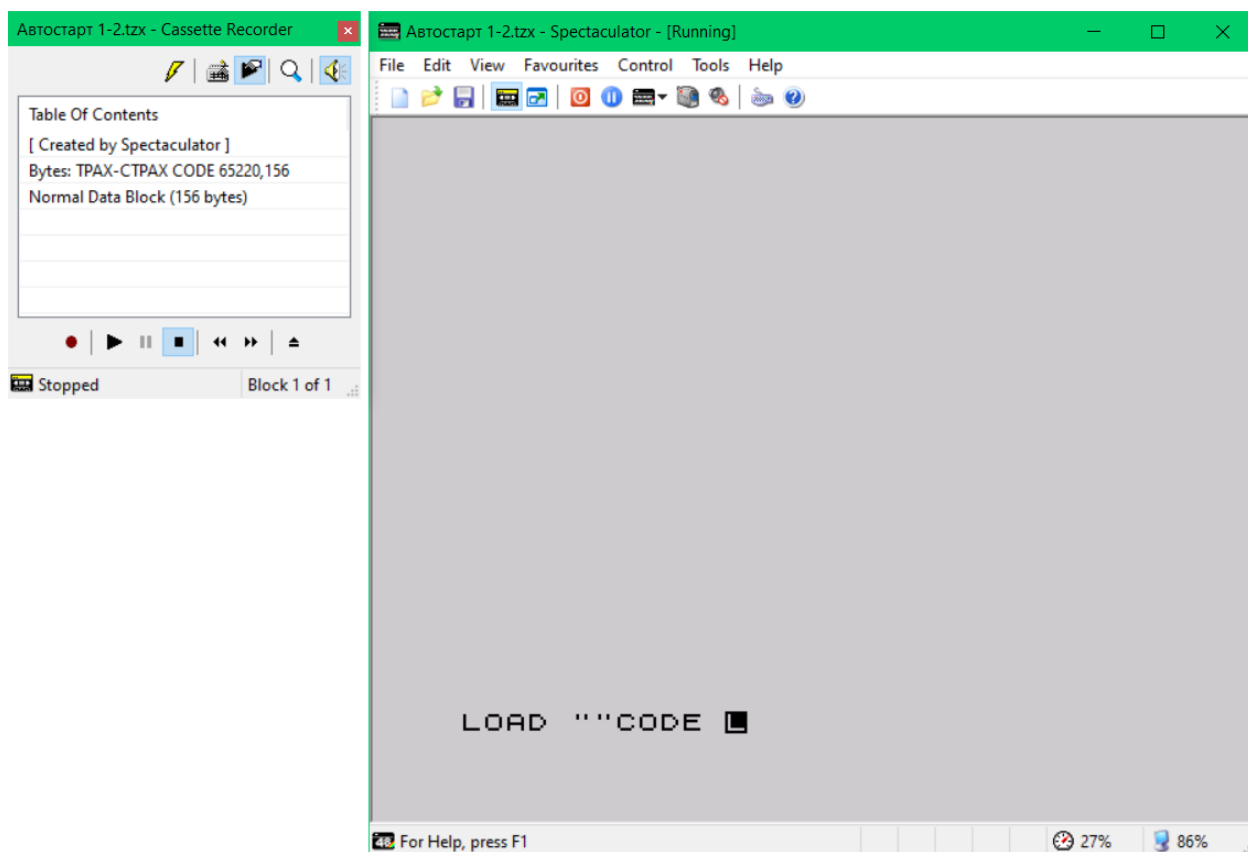 Автостарт 1-2.tzx - Cassette Recorder
Table Of Contents
[ Created by Spectaculator ]
Bytes: TPAX-CTPAX CODE 65220,156
Normal Data Block (156 bytes)
Stopped
Block 1 of 1
Автостарт 1-2.tzx - Spectaculator - [Running]
File Edit View Favourites Control Tools Help
LOAD ""CODE L
48 For Help, press F1
27%
86%